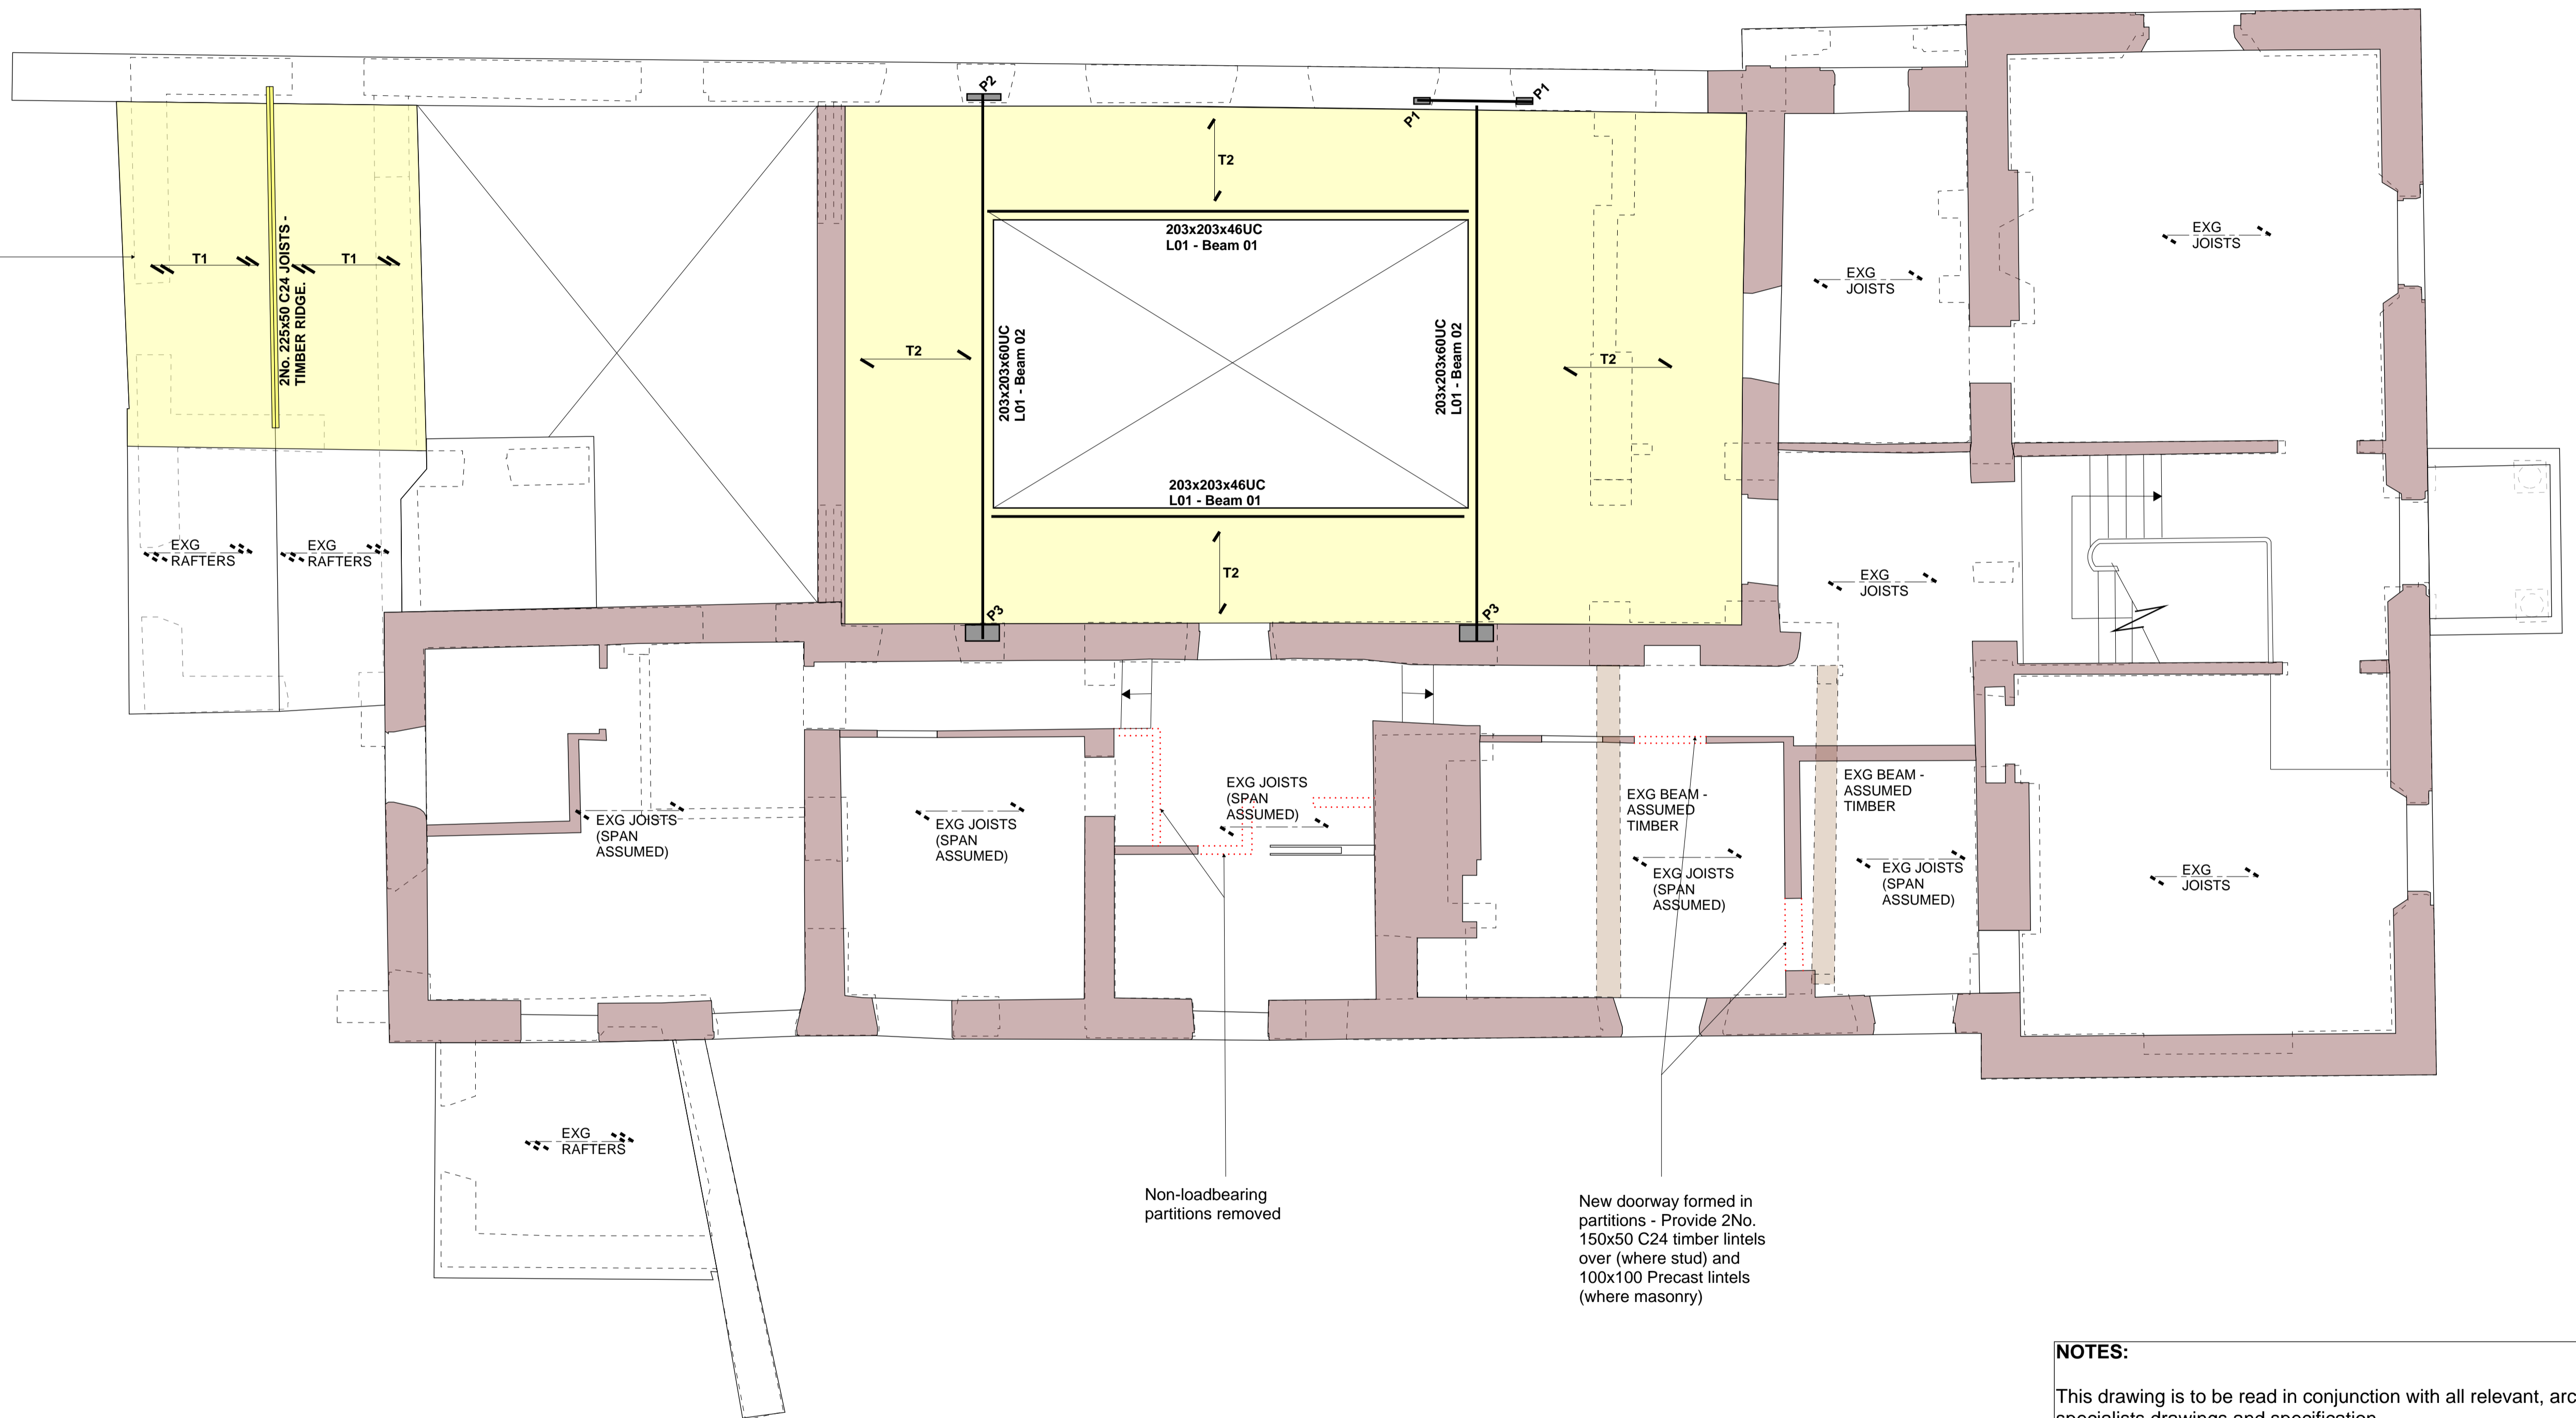 P2
P1
P1
T2
203x203x46UC
L01 - Beam 01
2No. 225x50 C24 JOISTS -
TIMBER RIDGE.
T1
T1
T2
203x203x60UC
L01 - Beam 02
203x203x60UC
L01 - Beam 02
T2
EXG
JOISTS
EXG
JOISTS
203x203x46UC
L01 - Beam 01
T2
EXG
RAFTERS
EXG
RAFTERS
EXG
JOISTS
P3
P3
EXG JOISTS
(SPAN
ASSUMED)
EXG JOISTS
(SPAN
ASSUMED)
EXG JOISTS
(SPAN
ASSUMED)
EXG BEAM -
ASSUMED
TIMBER
EXG BEAM -
ASSUMED
TIMBER
EXG JOISTS
(SPAN
ASSUMED)
EXG JOISTS
(SPAN
ASSUMED)
EXG
JOISTS
EXG
RAFTERS
Non-loadbearing
partitions removed
New doorway formed in
partitions - Provide 2No.
150x50 C24 timber lintels
over (where stud) and
100x100 Precast lintels
(where masonry)
NOTES:
This drawing is to be read in conjunction with all relevant, arc
specialists drawings and specification